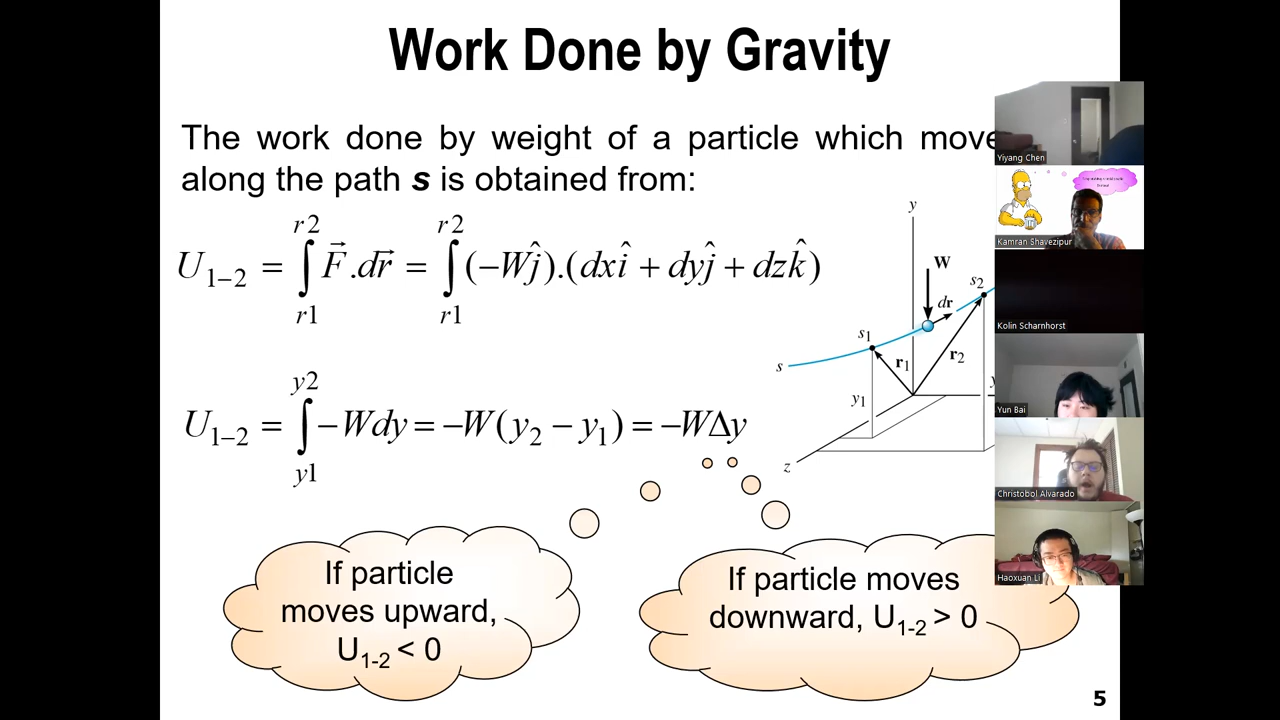 Work Done by Gravity
The work done by weight of a particle which move
along the path s is obtained from:
U₁₋₂ = ∫_{r1}^{r2} F⃗.dr⃗ = ∫_{r1}^{r2} (−Wĵ).(dxî + dyĵ + dzk̂)
U₁₋₂ = ∫_{y1}^{y2} −Wdy = −W(y₂ − y₁) = −WΔy
y
W
s₂
dr
s₁
r₁
r₂
s
y₁
y
z
If particle
moves upward,
U₁₋₂ < 0
If particle moves
downward, U₁₋₂ > 0
Yiyang Chen
Kamran Shavezipur
Kolin Scharnhorst
Yun Bai
Christobol Alvarado
Haoxuan Li
5